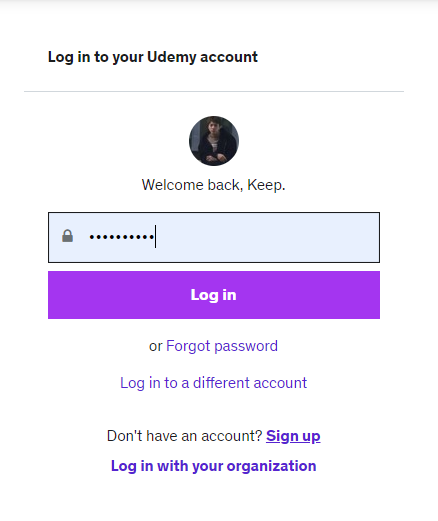 Log in to your Udemy account
Welcome back, Keep.
••••••••••
Log in
or Forgot password
Log in to a different account
Don't have an account? Sign up
Log in with your organization